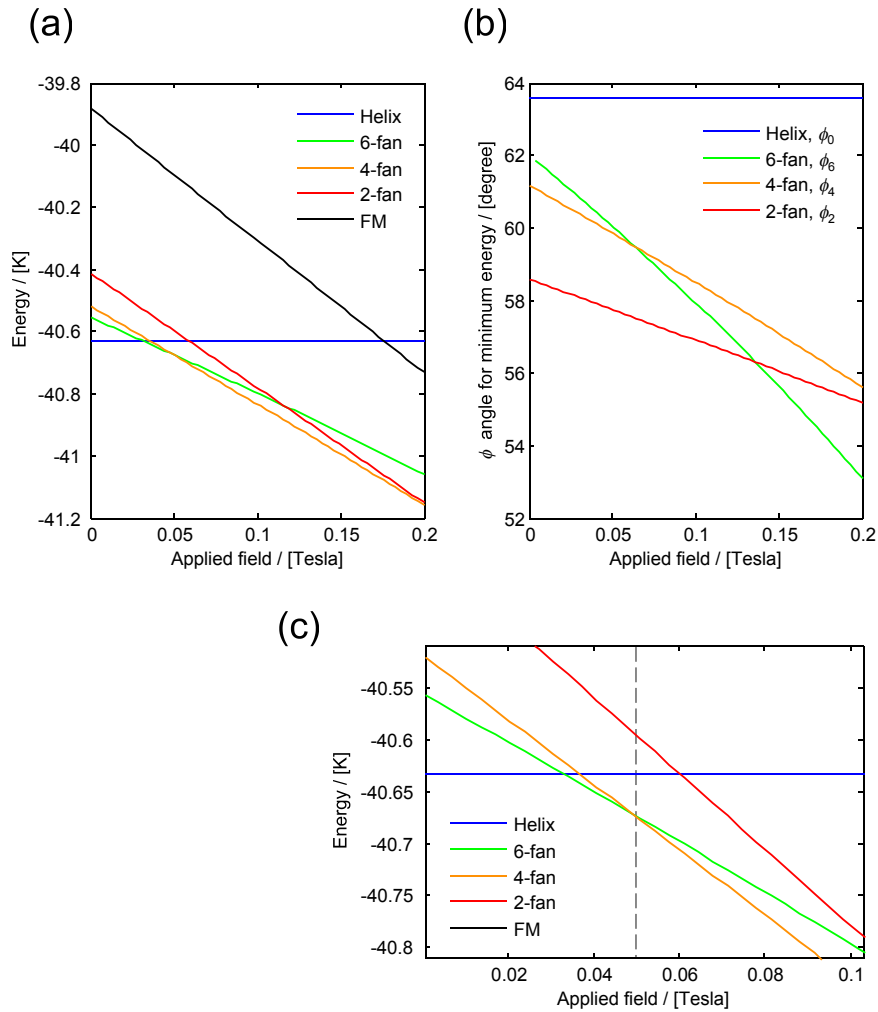 (a)
-39.8
-40
-40.2
-40.4
-40.6
-40.8
-41
-41.2
Energy / [K]
0
0.05
0.1
0.15
0.2
Applied field / [Tesla]
Helix
6-fan
4-fan
2-fan
FM
(b)
64
62
60
58
56
54
52
ϕ angle for minimum energy / [degree]
0
0.05
0.1
0.15
0.2
Applied field / [Tesla]
Helix, ϕ0
6-fan, ϕ6
4-fan, ϕ4
2-fan, ϕ2
(c)
-40.55
-40.6
-40.65
-40.7
-40.75
-40.8
Energy / [K]
0.02
0.04
0.06
0.08
0.1
Applied field / [Tesla]
Helix
6-fan
4-fan
2-fan
FM